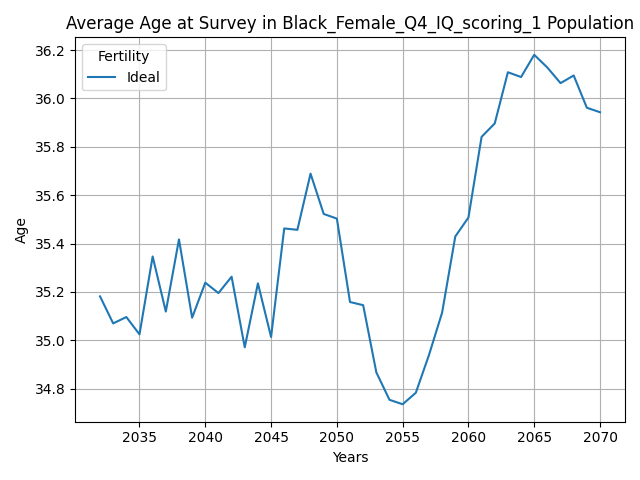 Average Age at Survey in Black_Female_Q4_IQ_scoring_1 Population
Fertility
Ideal
36.2
36.0
35.8
35.6
35.4
35.2
35.0
34.8
Age
2035 2040 2045 2050 2055 2060 2065 2070
Years